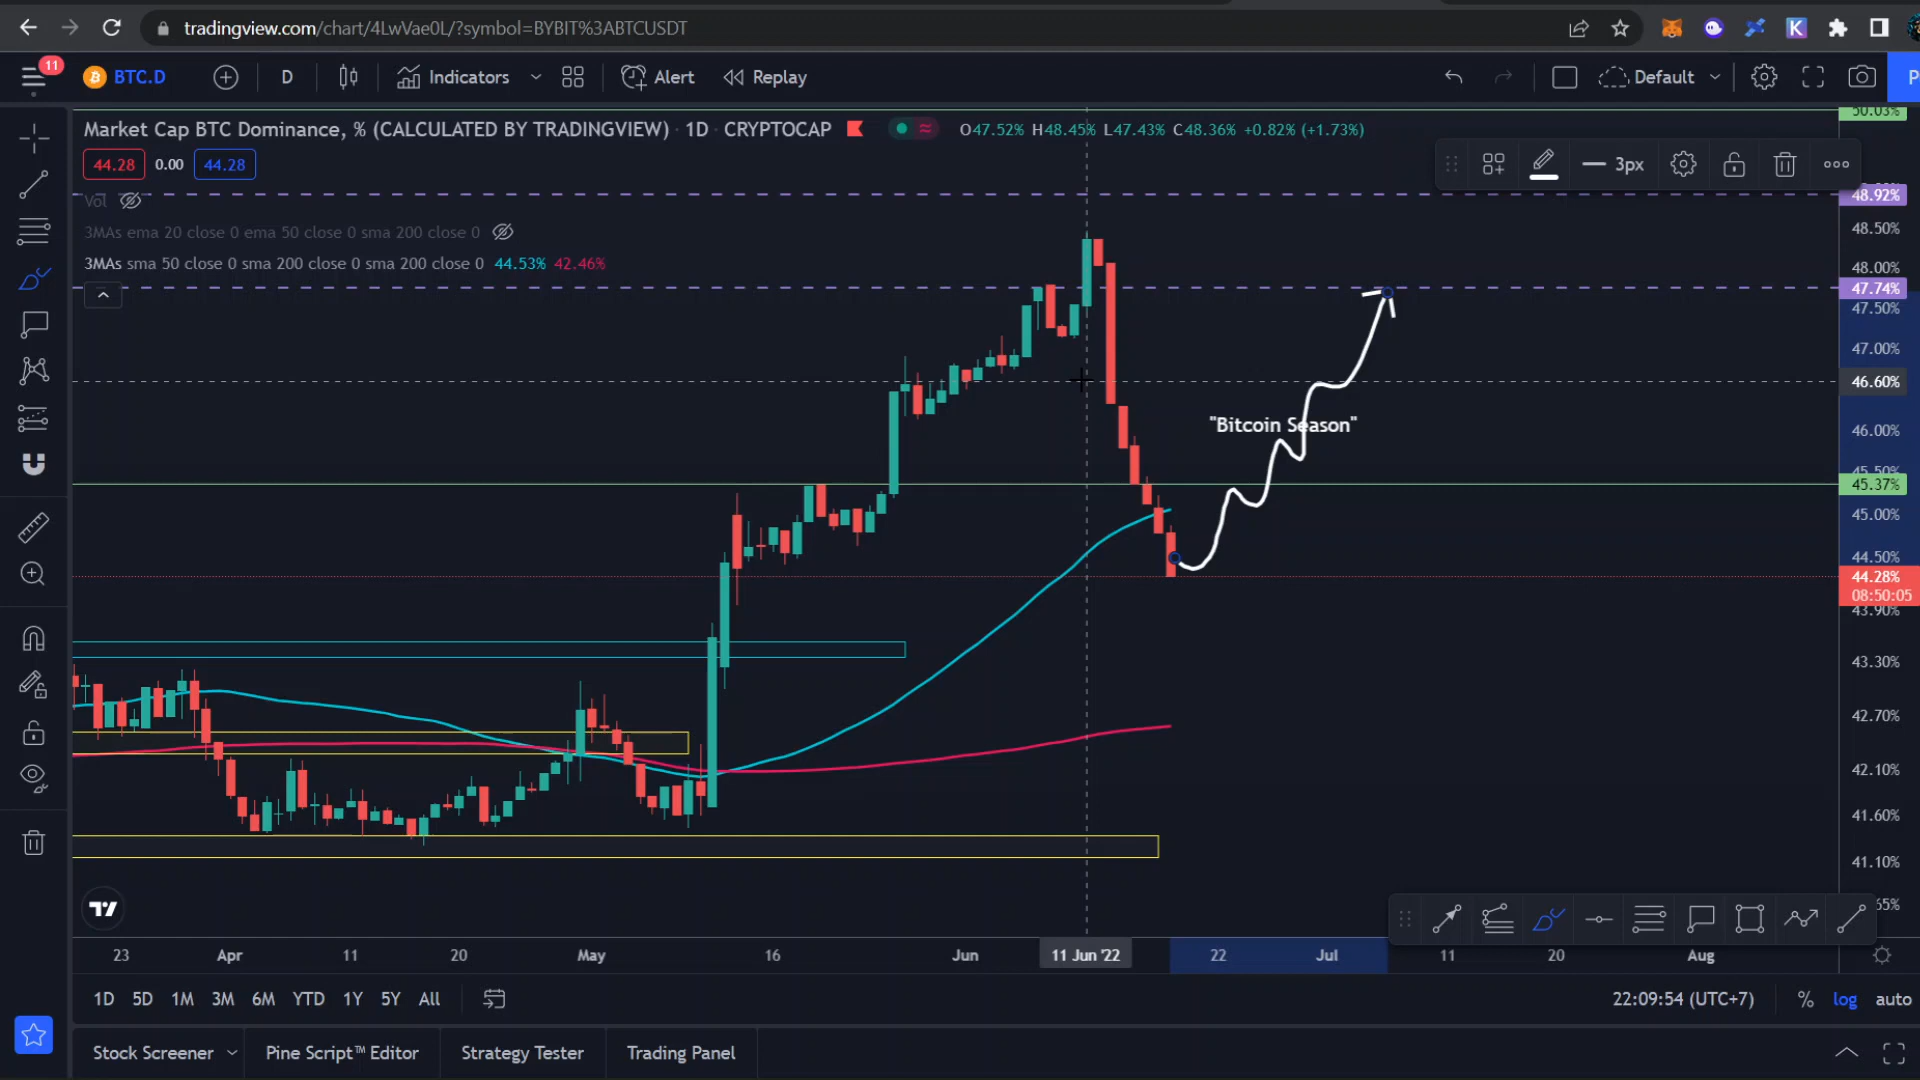 tradingview.com/chart/4LwVae0L/?symbol=BYBIT%3ABTCUSDT
11
BTC.D
D
Indicators
Alert
Replay
Default
Market Cap BTC Dominance, % (CALCULATED BY TRADINGVIEW) · 1D · CRYPTOCAP
O47.52% H48.45% L47.43% C48.36% +0.82% (+1.73%)
44.28 0.00 44.28
3px
Vol
3MAs ema 20 close 0 ema 50 close 0 sma 200 close 0
3MAs sma 50 close 0 sma 200 close 0 sma 200 close 0 44.53% 42.46%
"Bitcoin Season"
50.03%
48.92%
48.50%
48.00%
47.74%
47.50%
47.00%
46.60%
46.00%
45.50%
45.37%
45.00%
44.50%
44.28%
08:50:05
43.90%
43.30%
42.70%
42.10%
41.60%
41.10%
23 Apr 11 20 May 16 Jun 11 Jun '22 22 Jul 11 20 Aug
1D 5D 1M 3M 6M YTD 1Y 5Y All
22:09:54 (UTC+7) % log auto
Stock Screener Pine Script™ Editor Strategy Tester Trading Panel